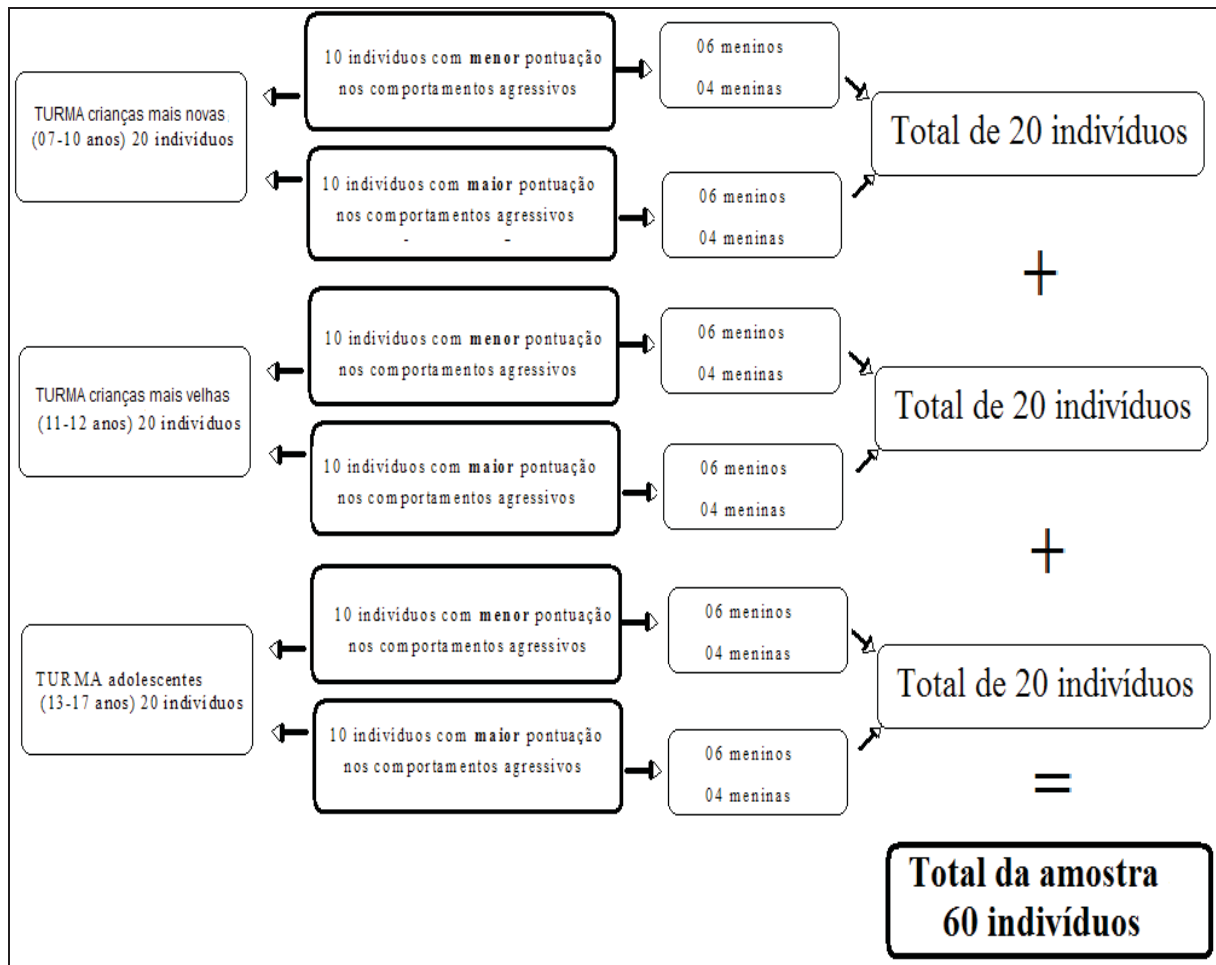 TURMA crianças mais novas
(07-10 anos) 20 indivíduos
10 indivíduos com menor pontuação
nos comportamentos agressivos
06 meninos
04 meninas
10 indivíduos com maior pontuação
nos comportamentos agressivos
06 meninos
04 meninas
Total de 20 indivíduos
+
TURMA crianças mais velhas
(11-12 anos) 20 indivíduos
10 indivíduos com menor pontuação
nos comportamentos agressivos
06 meninos
04 meninas
10 indivíduos com maior pontuação
nos comportamentos agressivos
06 meninos
04 meninas
Total de 20 indivíduos
+
TURMA adolescentes
(13-17 anos) 20 indivíduos
10 indivíduos com menor pontuação
nos comportamentos agressivos
06 meninos
04 meninas
10 indivíduos com maior pontuação
nos comportamentos agressivos
06 meninos
04 meninas
Total de 20 indivíduos
=
Total da amostra
60 indivíduos